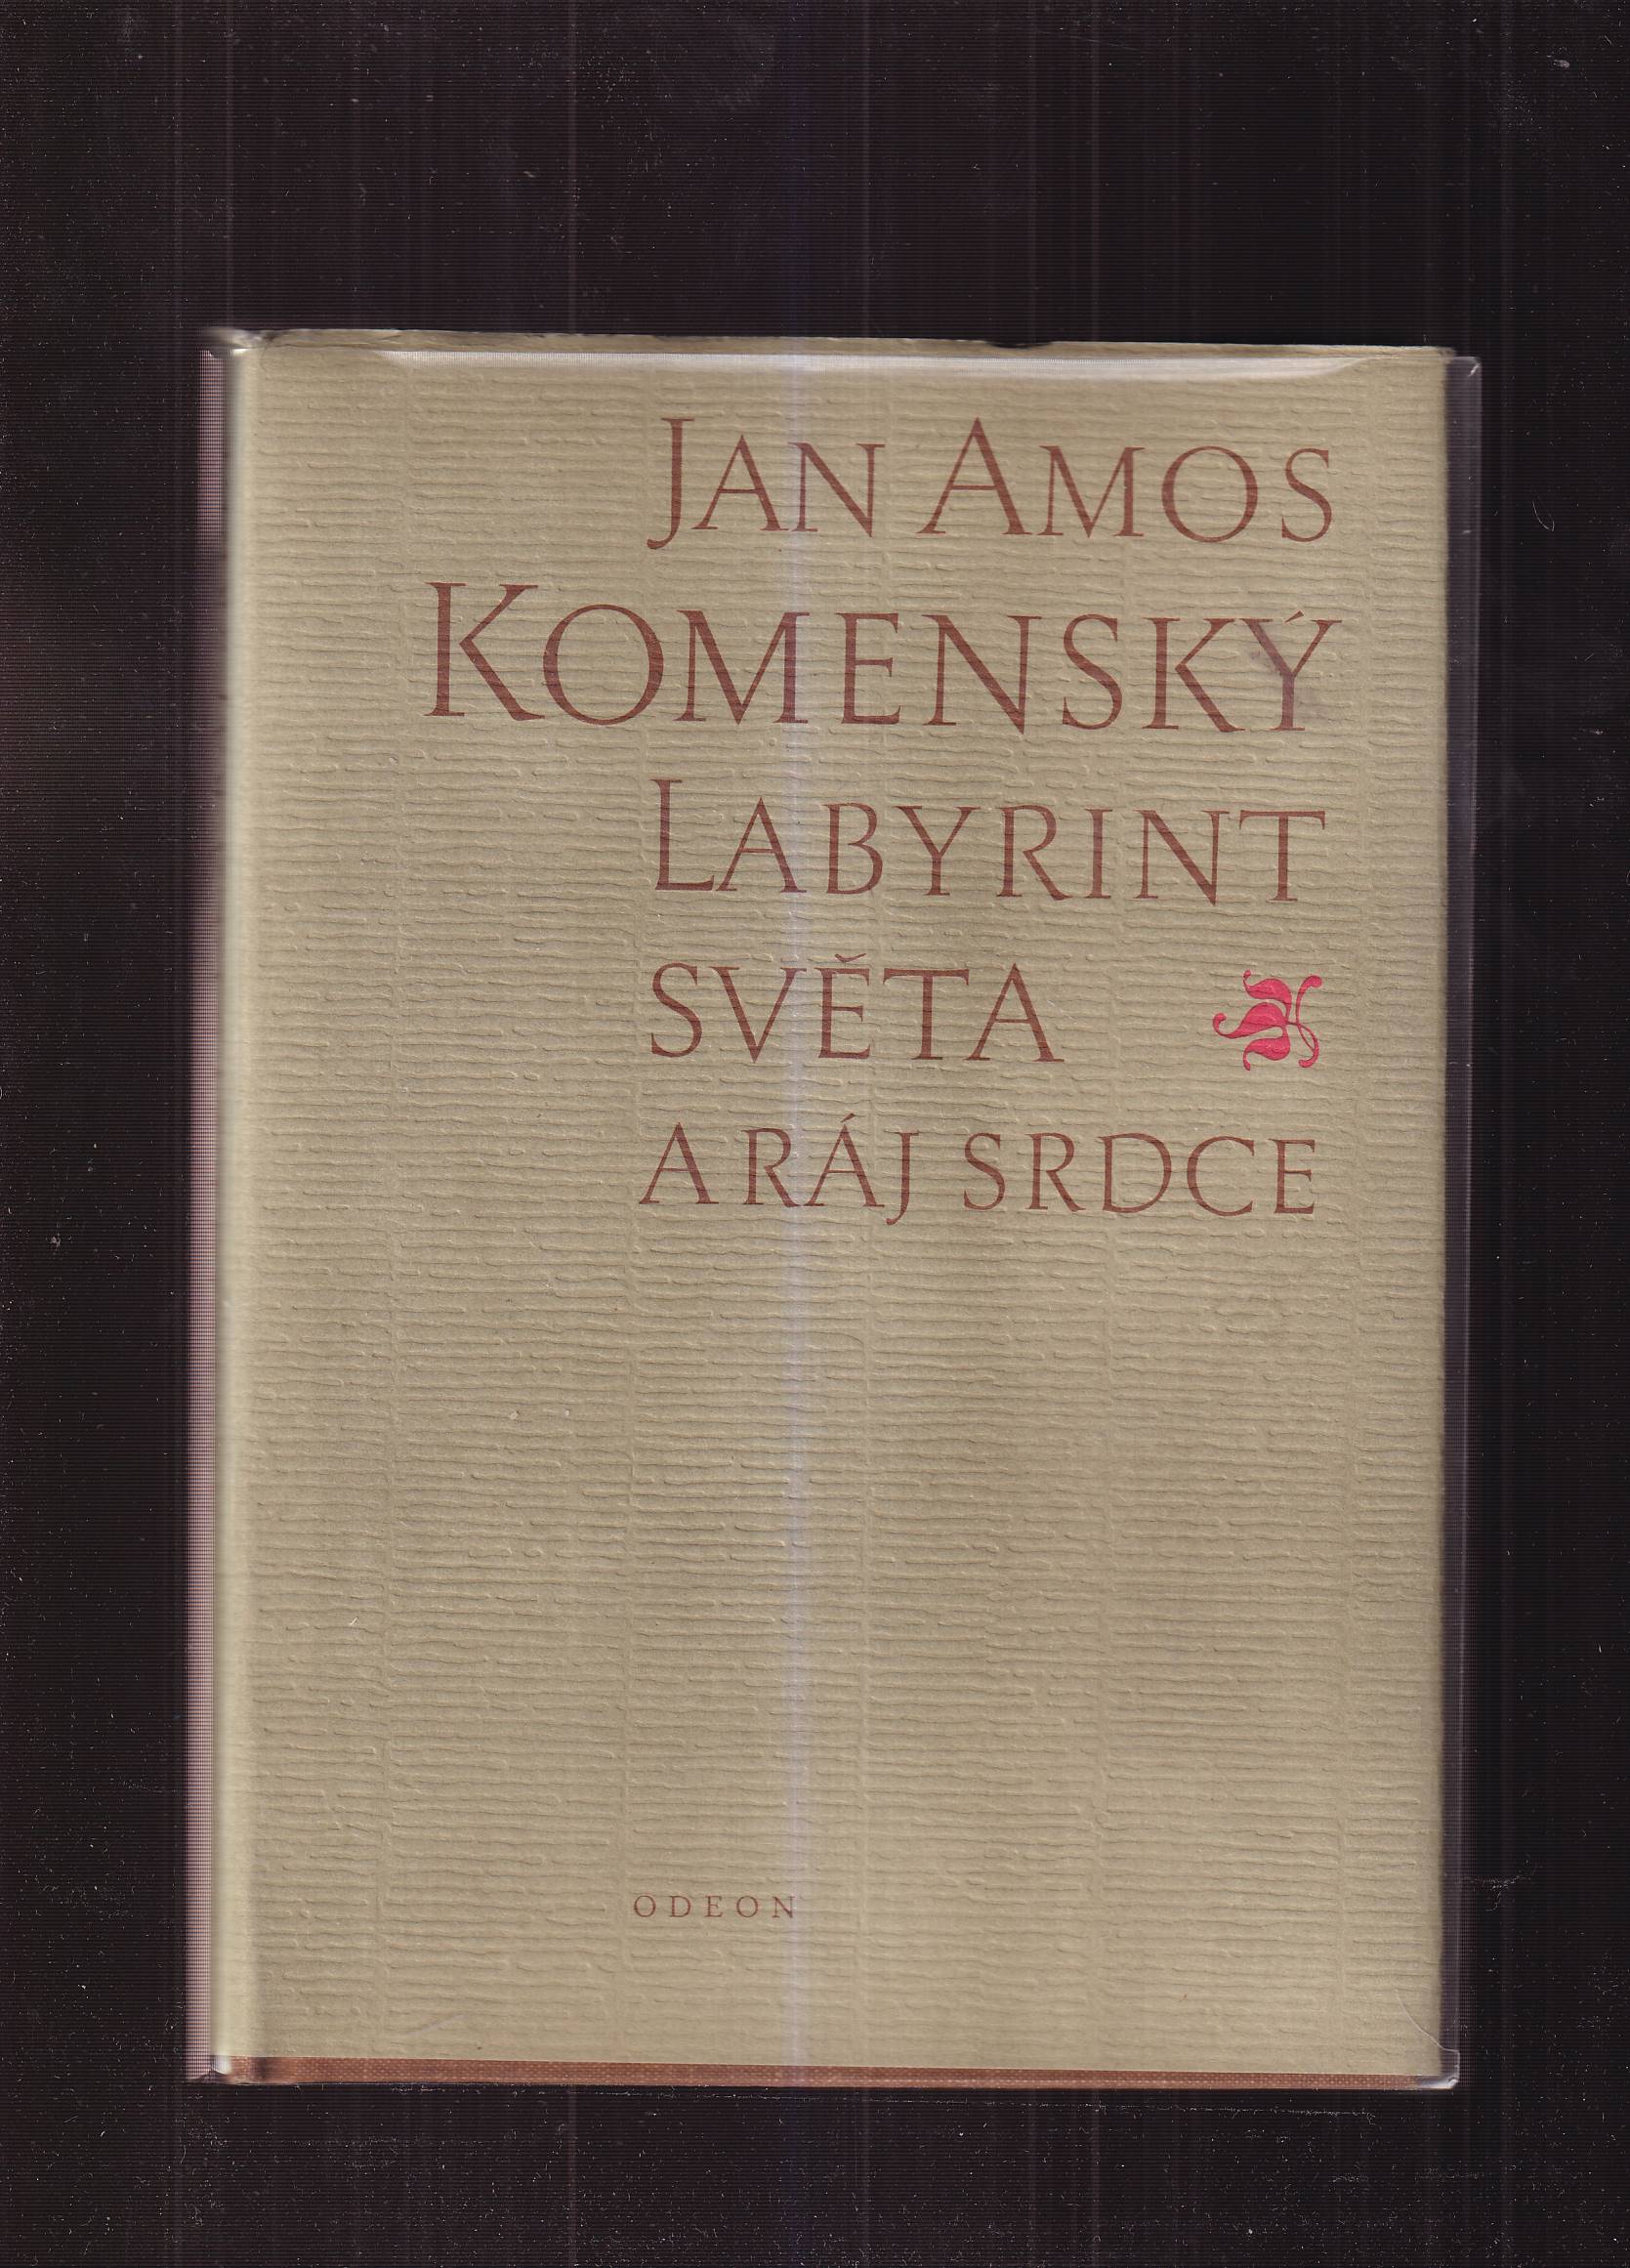 JAN AMOS
KOMENSKÝ
LABYRINT
SVĚTA
A RÁJ SRDCE
ODEON